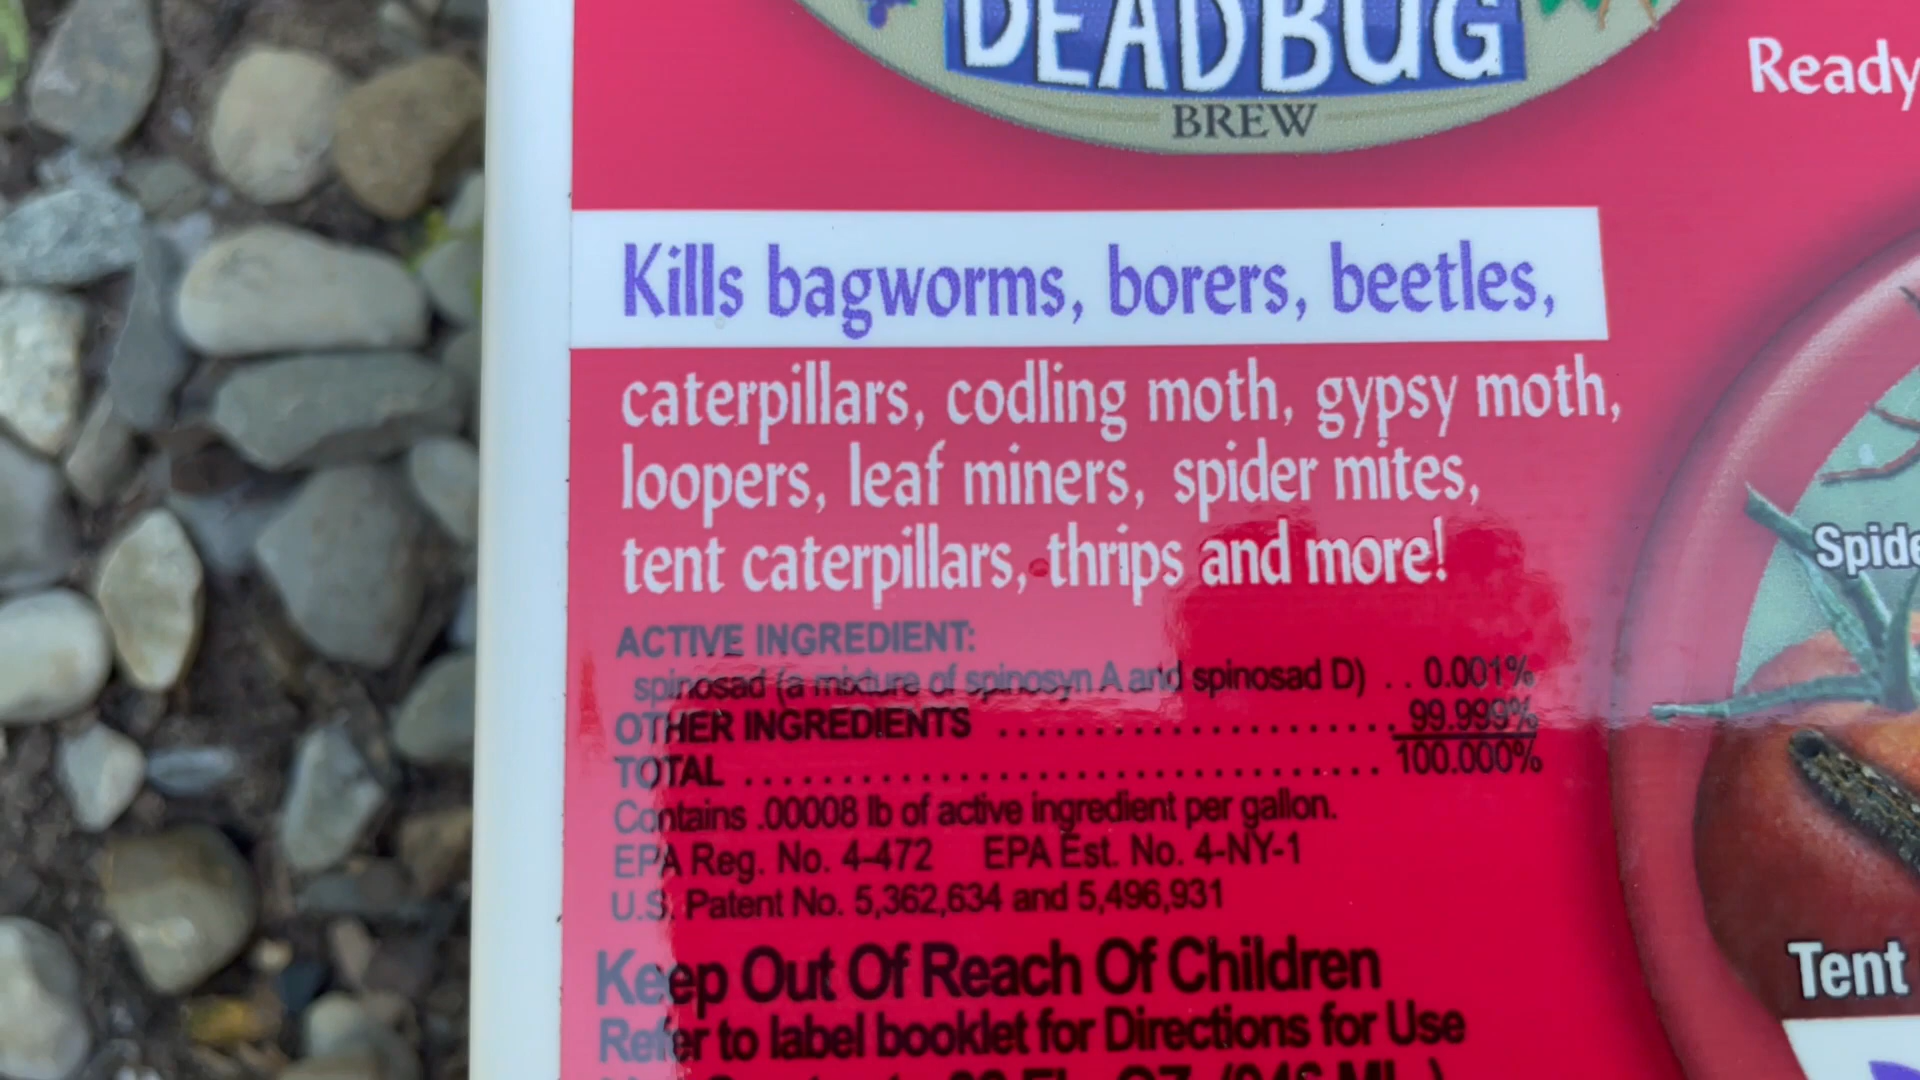 DEADBUG
BREW
Ready
Kills bagworms, borers, beetles,
caterpillars, codling moth, gypsy moth,
loopers, leaf miners, spider mites,
tent caterpillars, thrips and more!
ACTIVE INGREDIENT:
spinosad (a mixture of spinosyn A and spinosad D) . . 0.001%
OTHER INGREDIENTS . . . . . . . . . . . . . . . . . . . . . . . 99.999%
TOTAL . . . . . . . . . . . . . . . . . . . . . . . . . . . . . . . . . . . . . 100.000%
Contains .00008 lb of active ingredient per gallon.
EPA Reg. No. 4-472 EPA Est. No. 4-NY-1
U.S. Patent No. 5,362,634 and 5,496,931
Keep Out Of Reach Of Children
Refer to label booklet for Directions for Use
Spide
Tent